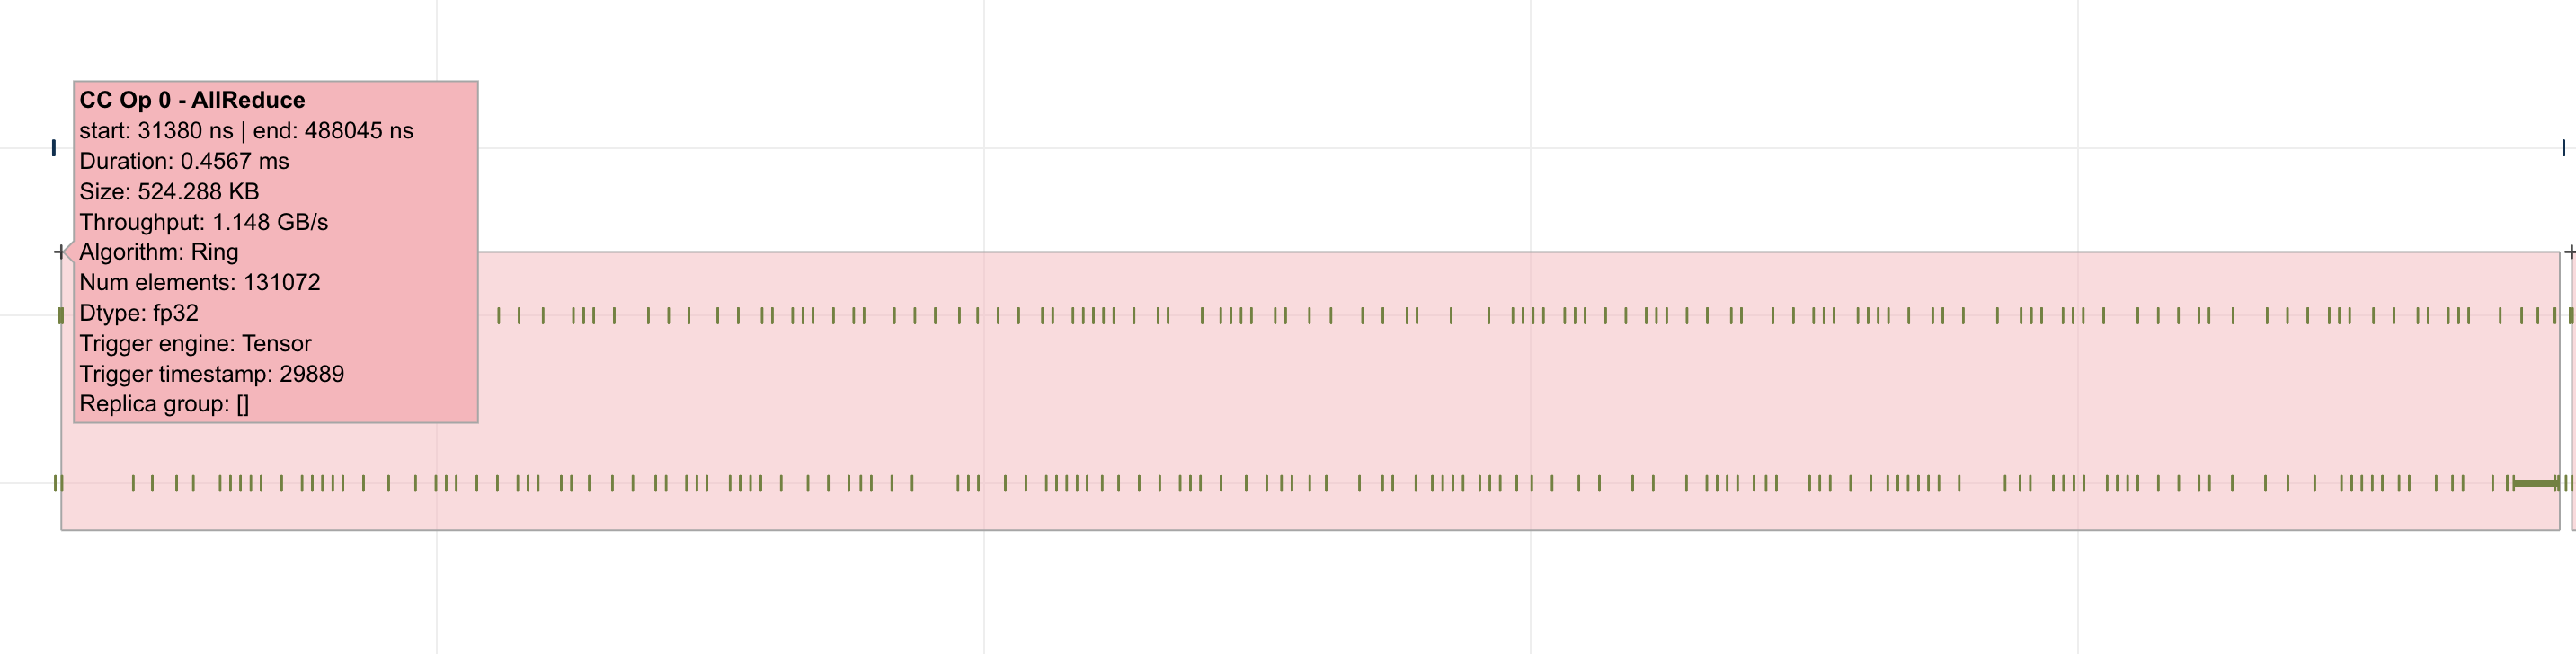 CC Op 0 - AllReduce
start: 31380 ns | end: 488045 ns
Duration: 0.4567 ms
Size: 524.288 KB
Throughput: 1.148 GB/s
Algorithm: Ring
Num elements: 131072
Dtype: fp32
Trigger engine: Tensor
Trigger timestamp: 29889
Replica group: []